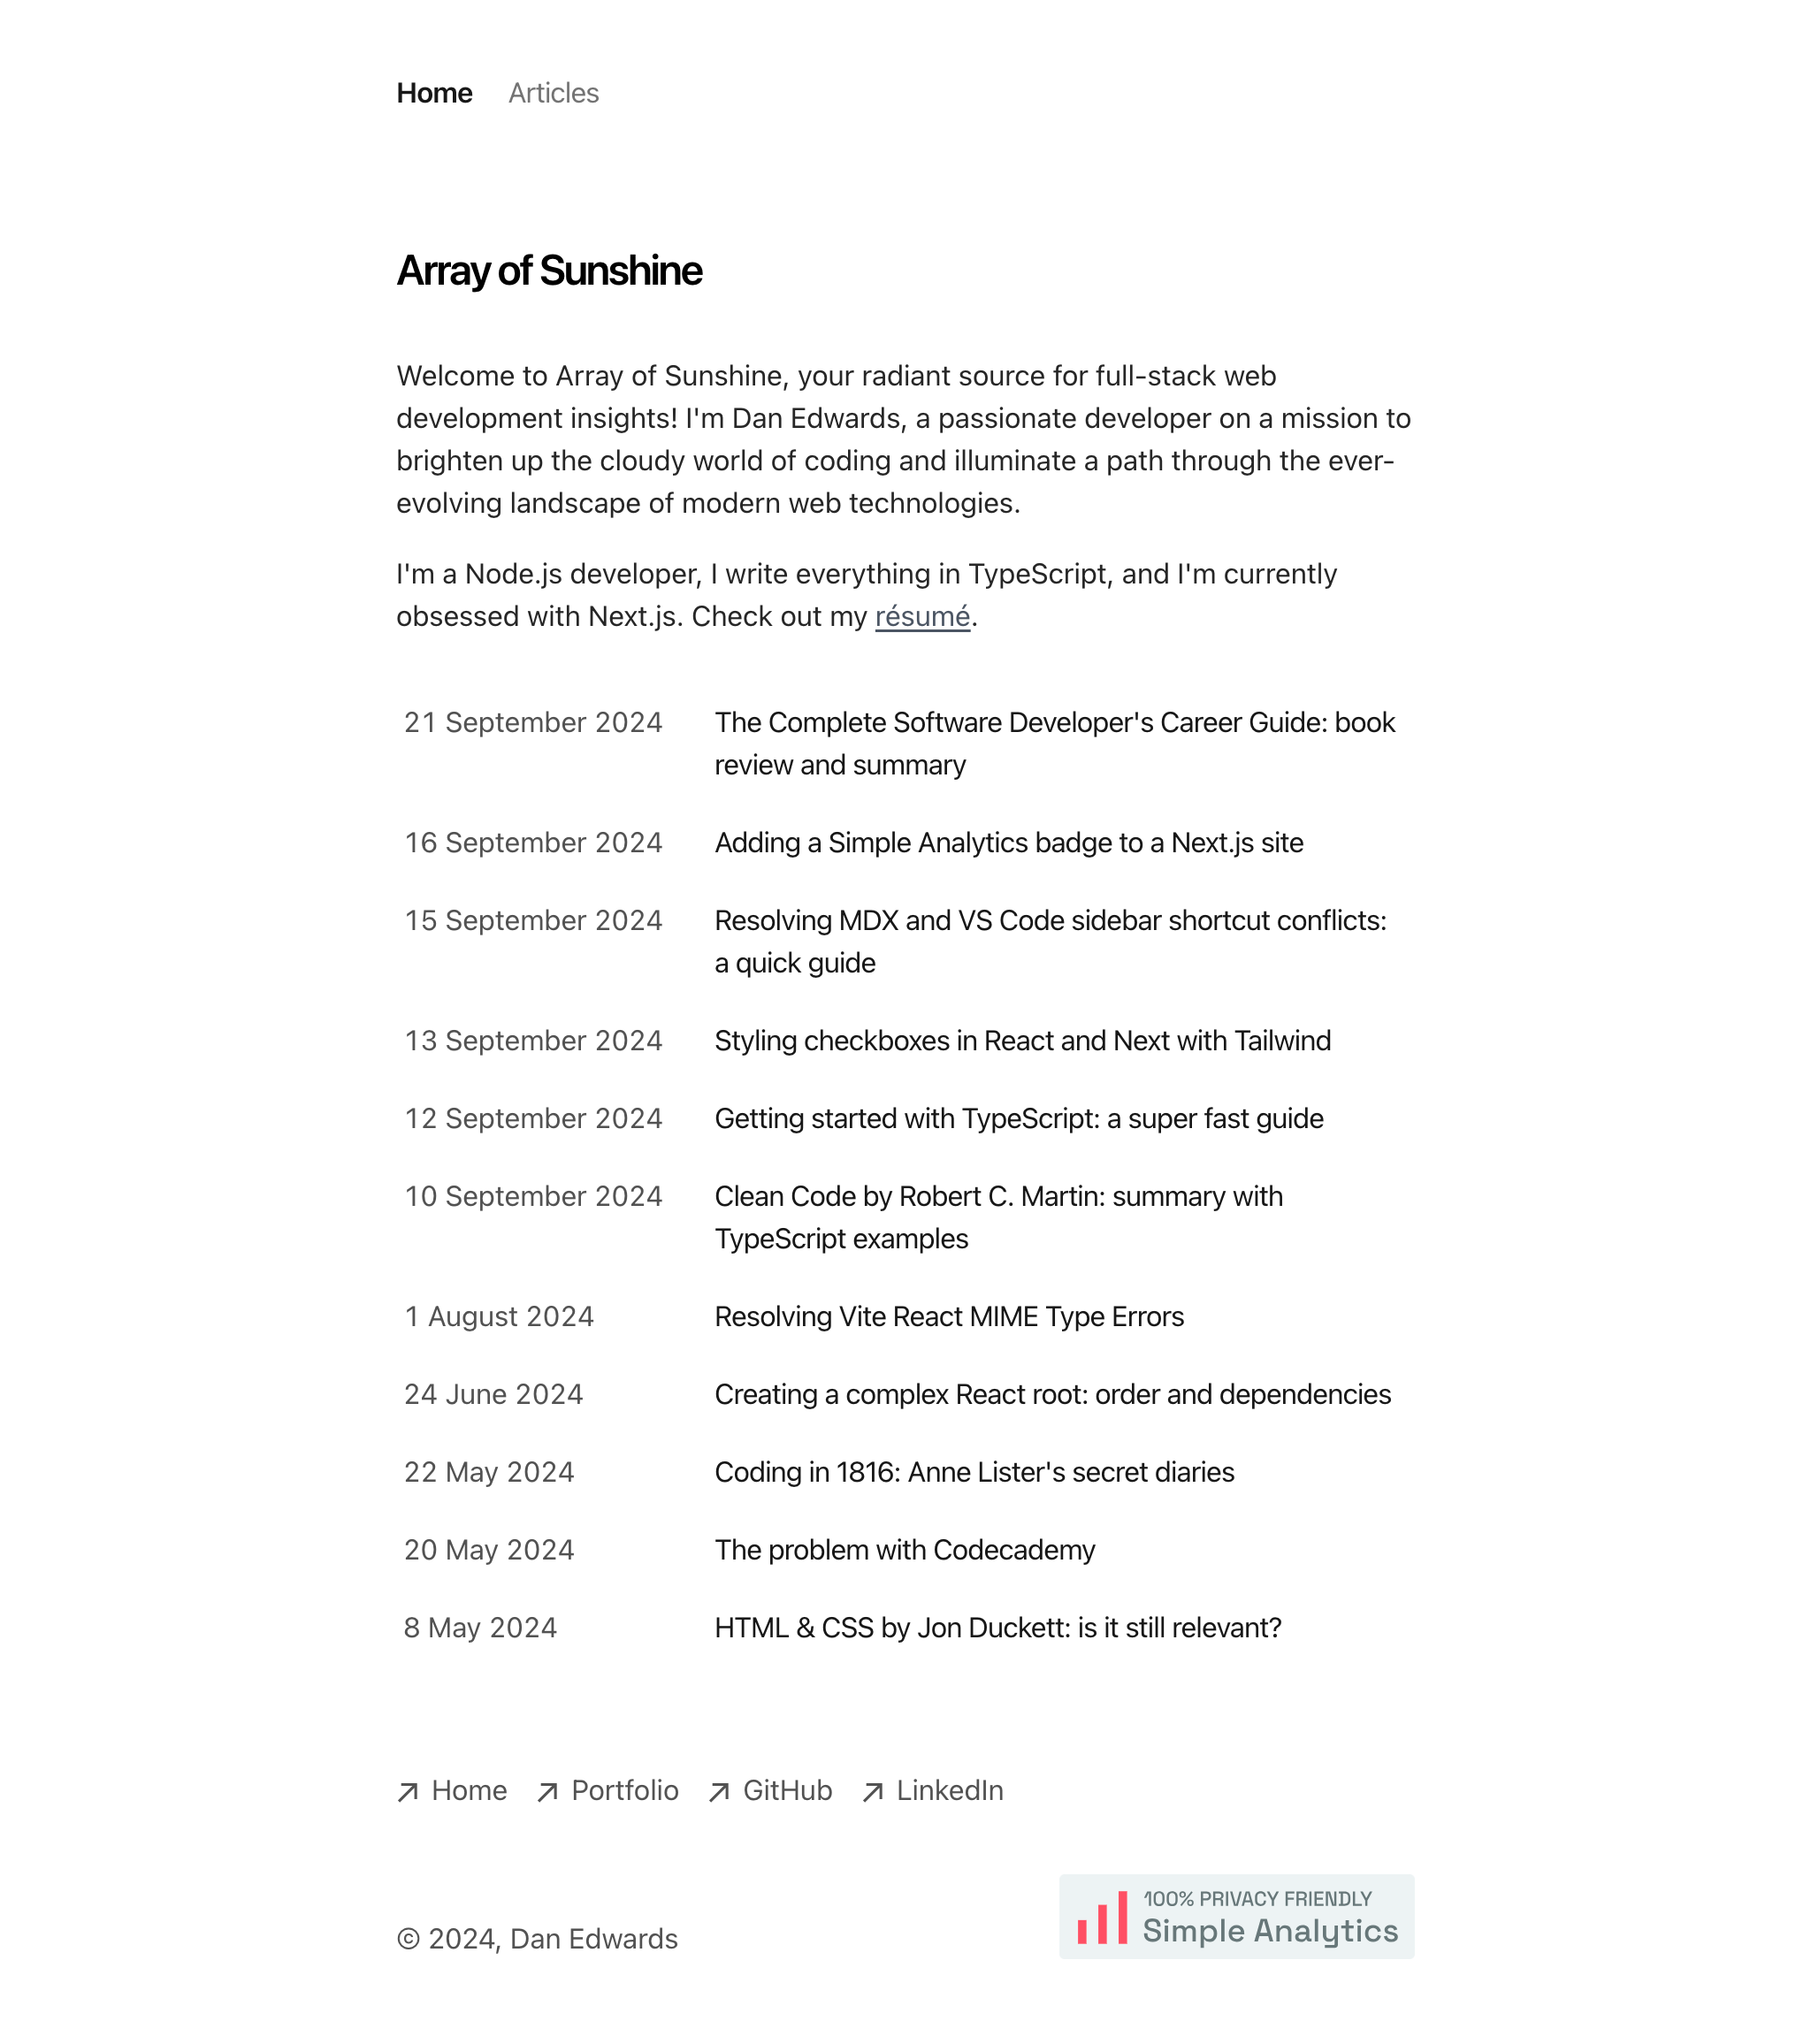 Home Articles
Array of Sunshine
Welcome to Array of Sunshine, your radiant source for full-stack web
development insights! I'm Dan Edwards, a passionate developer on a mission to
brighten up the cloudy world of coding and illuminate a path through the ever-
evolving landscape of modern web technologies.
I'm a Node.js developer, I write everything in TypeScript, and I'm currently
obsessed with Next.js. Check out my résumé.
21 September 2024 The Complete Software Developer's Career Guide: book
review and summary
16 September 2024 Adding a Simple Analytics badge to a Next.js site
15 September 2024 Resolving MDX and VS Code sidebar shortcut conflicts:
a quick guide
13 September 2024 Styling checkboxes in React and Next with Tailwind
12 September 2024 Getting started with TypeScript: a super fast guide
10 September 2024 Clean Code by Robert C. Martin: summary with
TypeScript examples
1 August 2024 Resolving Vite React MIME Type Errors
24 June 2024 Creating a complex React root: order and dependencies
22 May 2024 Coding in 1816: Anne Lister's secret diaries
20 May 2024 The problem with Codecademy
8 May 2024 HTML & CSS by Jon Duckett: is it still relevant?
Home Portfolio GitHub LinkedIn
© 2024, Dan Edwards
100% PRIVACY FRIENDLY
Simple Analytics